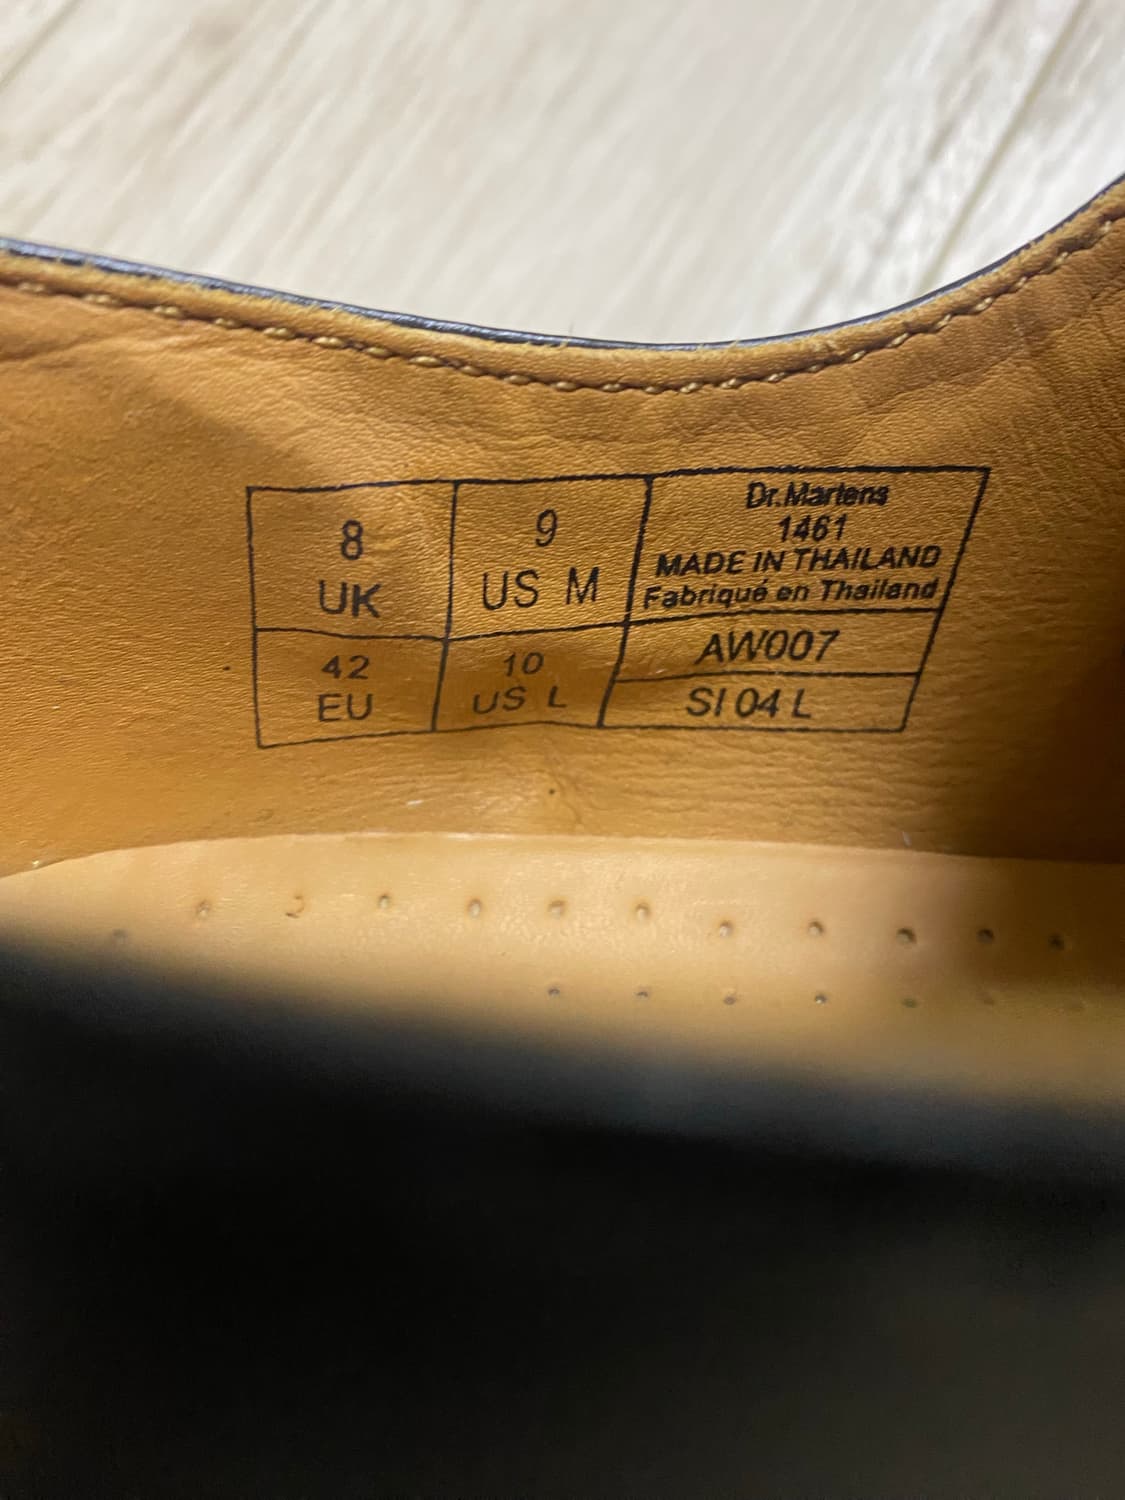 8
UK
9
US M
Dr.Martens
1461
MADE IN THAILAND
Fabriqué en Thailand
42
EU
10
US L
AW007
SI 04 L